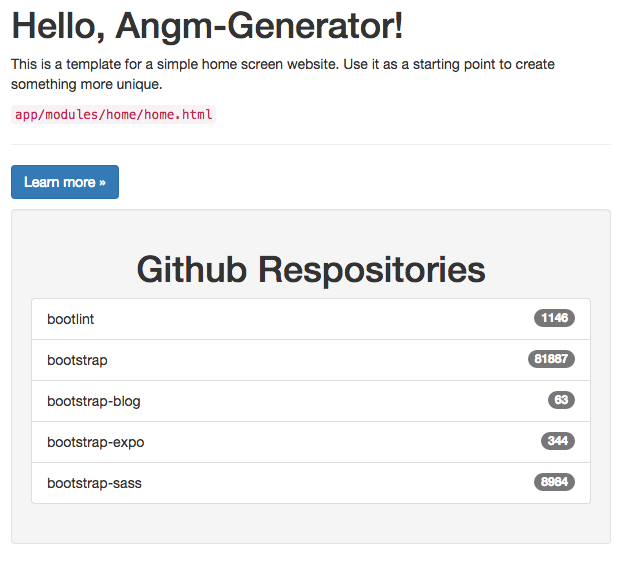 Hello, Angm-Generator!
This is a template for a simple home screen website. Use it as a starting point to create
something more unique.
app/modules/home/home.html
Learn more »
Github Respositories
bootlint 1146
bootstrap 81887
bootstrap-blog 63
bootstrap-expo 344
bootstrap-sass 8984